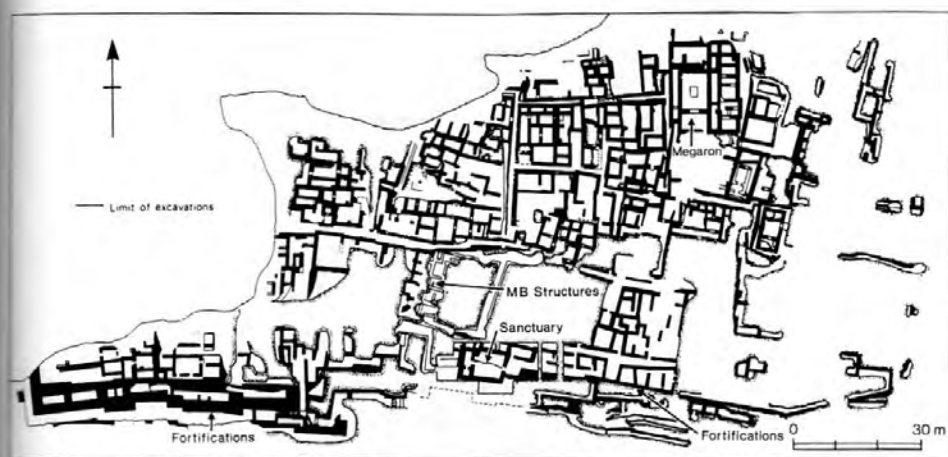 Megaron
Limit of excavations
MB Structures
Sanctuary
Fortifications
Fortifications
0 30 m